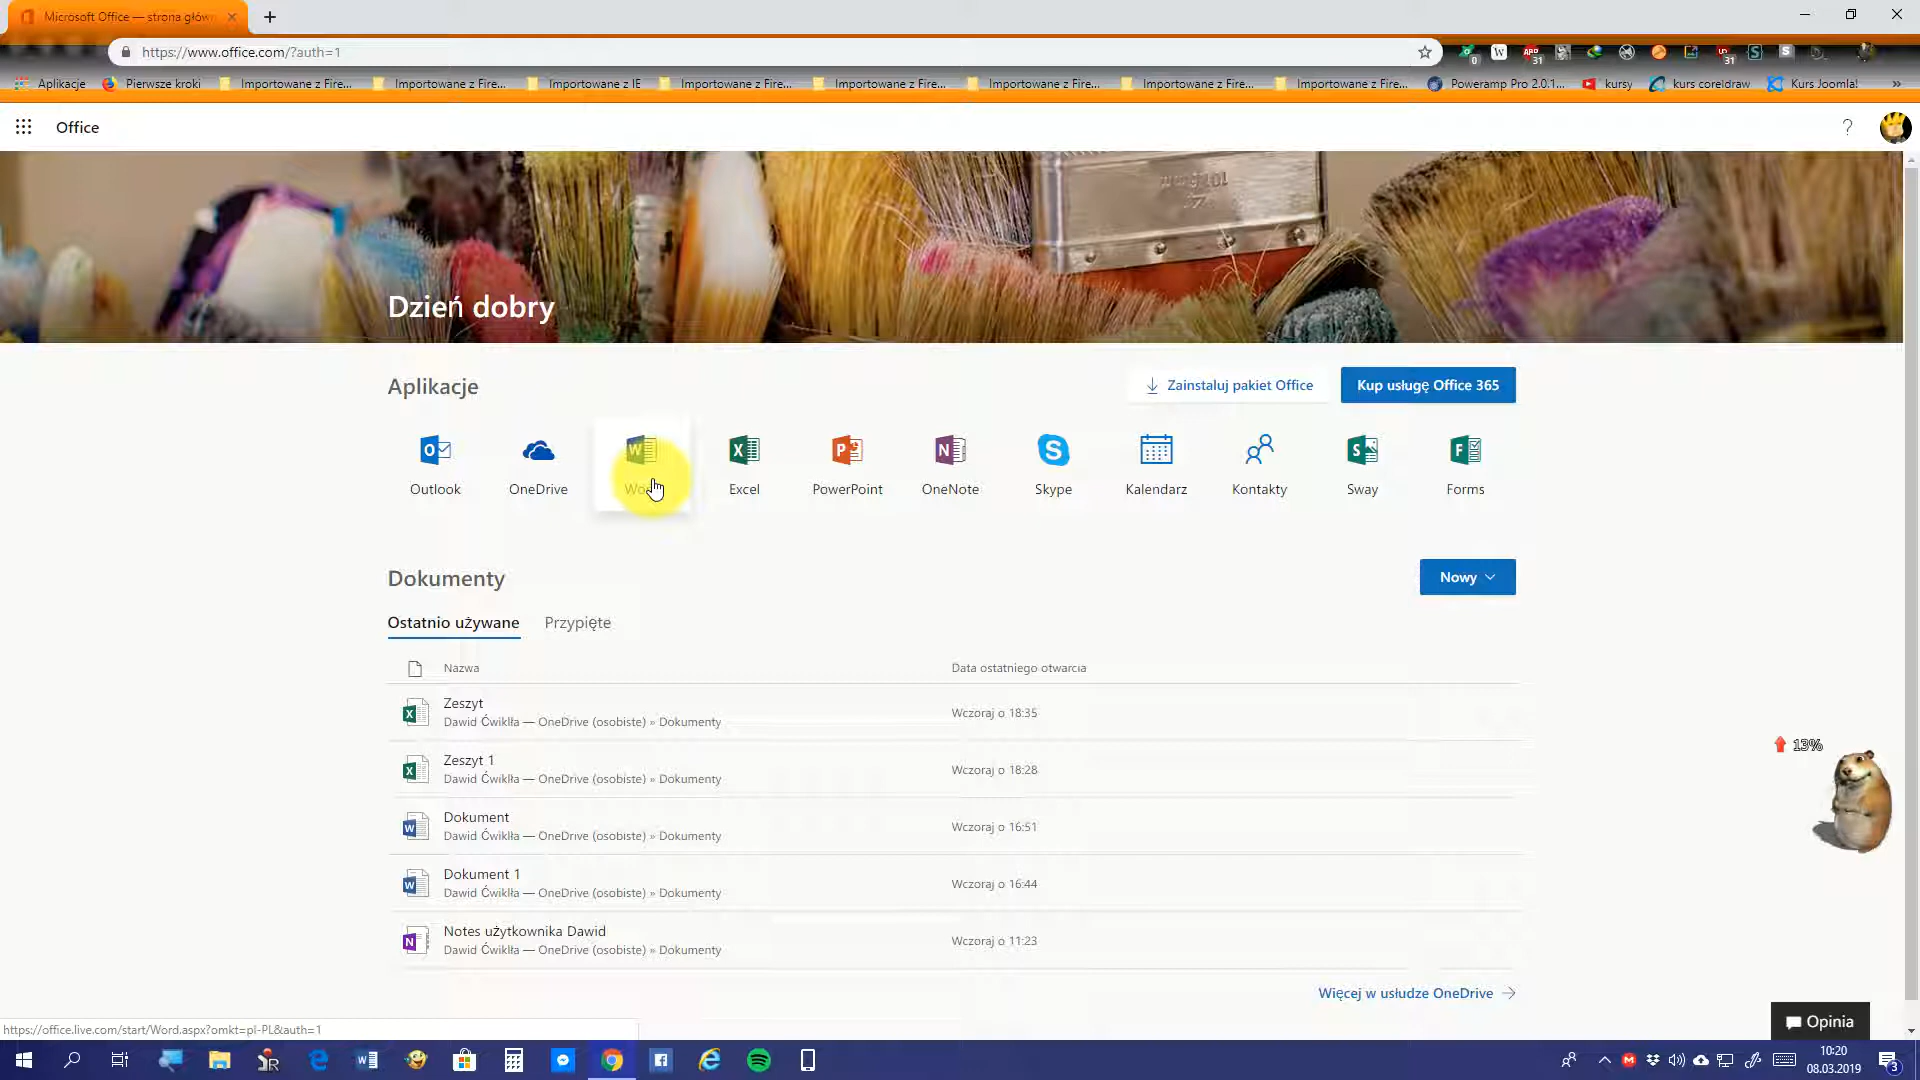 Microsoft Office — strona główn
https://www.office.com/?auth=1
Aplikacje
Pierwsze kroki
Importowane z Fire...
Importowane z Fire...
Importowane z IE
Importowane z Fire...
Importowane z Fire...
Importowane z Fire...
Importowane z Fire...
Importowane z Fire...
Poweramp Pro 2.0.1...
kursy
kurs coreldraw
Kurs Joomla!
»
Office
?
Dzień dobry
Aplikacje
Zainstaluj pakiet Office
Kup usługę Office 365
Outlook
OneDrive
Excel
PowerPoint
OneNote
Skype
Kalendarz
Kontakty
Sway
Forms
Dokumenty
Nowy
Ostatnio używane
Przypięte
Nazwa
Data ostatniego otwarcia
Zeszyt
Dawid Ćwikła — OneDrive (osobiste) » Dokumenty
Wczoraj o 18:35
Zeszyt 1
Dawid Ćwikła — OneDrive (osobiste) » Dokumenty
Wczoraj o 18:28
Dokument
Dawid Ćwikła — OneDrive (osobiste) » Dokumenty
Wczoraj o 16:51
Dokument 1
Dawid Ćwikła — OneDrive (osobiste) » Dokumenty
Wczoraj o 16:44
Notes użytkownika Dawid
Dawid Ćwikła — OneDrive (osobiste) » Dokumenty
Wczoraj o 11:23
13%
Więcej w usłudze OneDrive
Opinia
https://office.live.com/start/Word.aspx?omkt=pl-PL&auth=1
10:20
08.03.2019
3